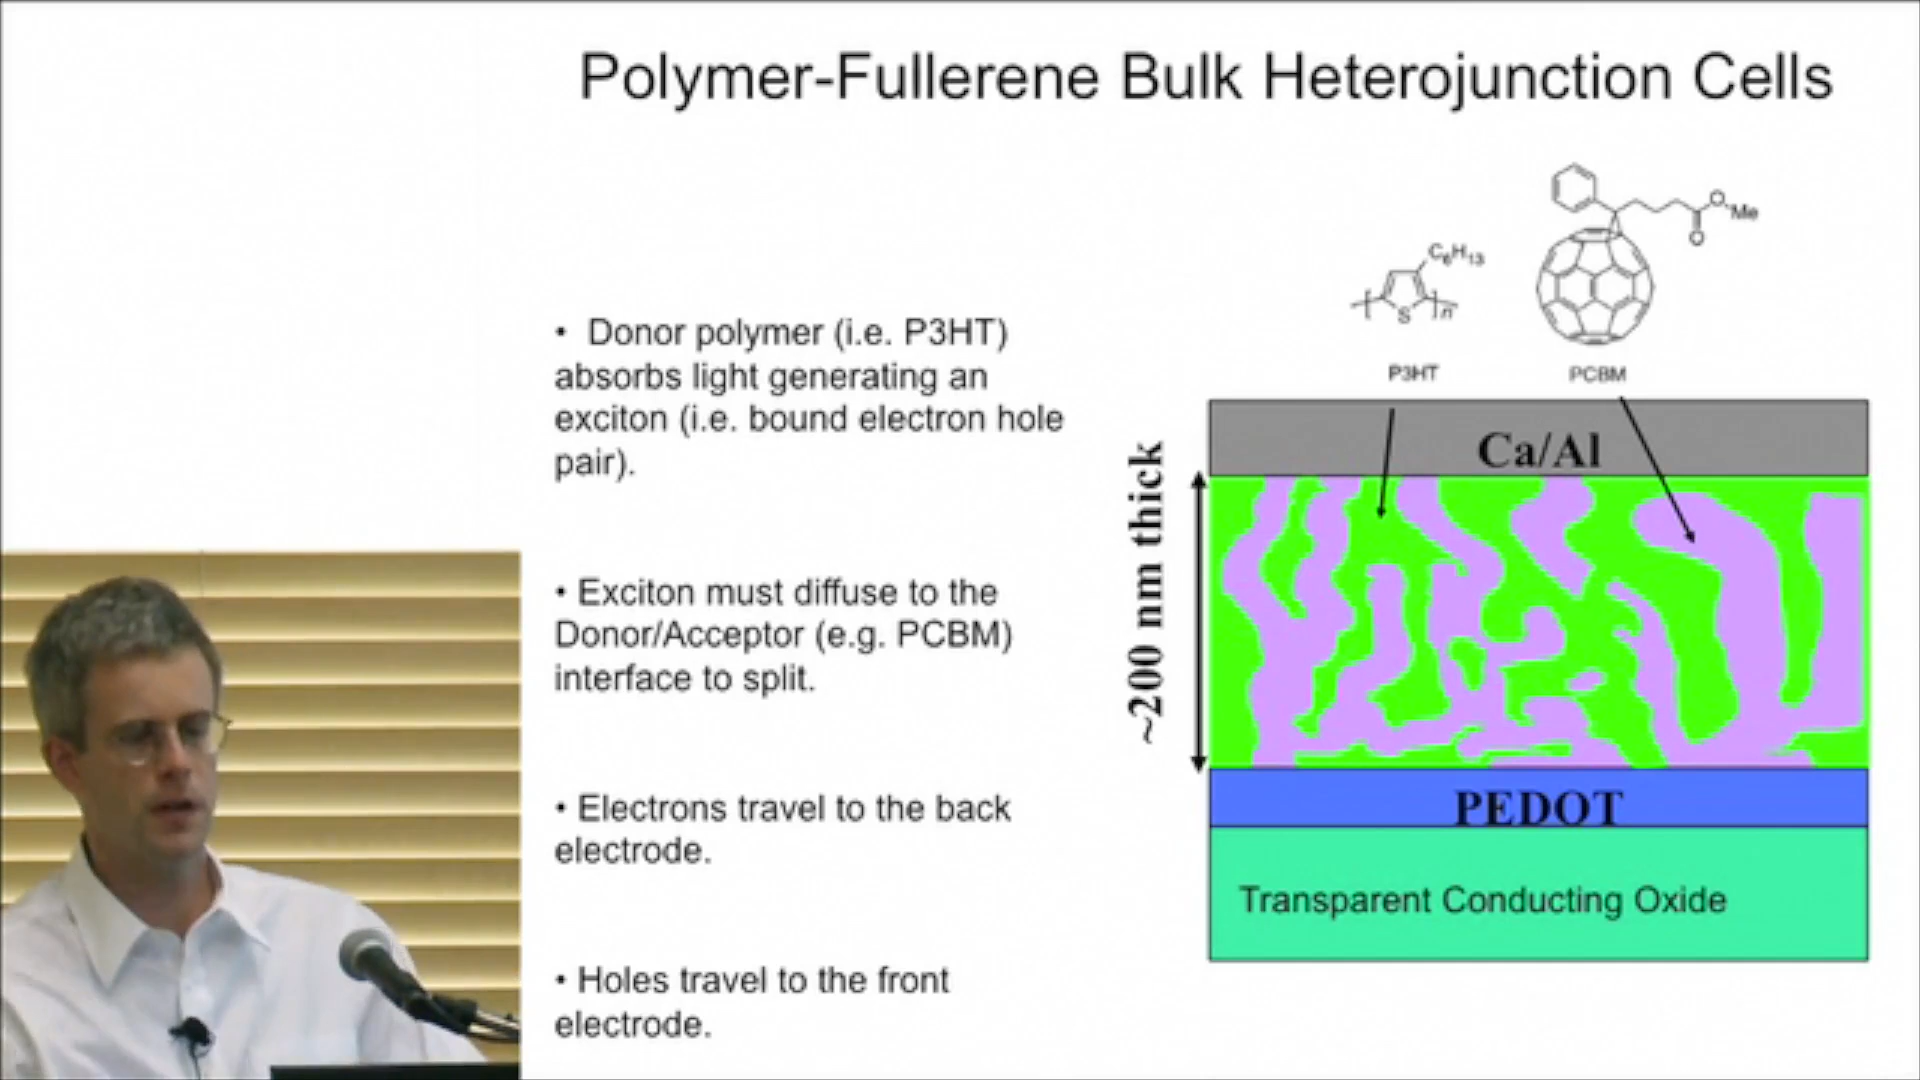 Polymer-Fullerene Bulk Heterojunction Cells
• Donor polymer (i.e. P3HT)
absorbs light generating an
exciton (i.e. bound electron hole
pair).
• Exciton must diffuse to the
Donor/Acceptor (e.g. PCBM)
interface to split.
• Electrons travel to the back
electrode.
• Holes travel to the front
electrode.
O
Me
O
C6H13
S
n
P3HT
PCBM
Ca/Al
~200 nm thick
PEDOT
Transparent Conducting Oxide